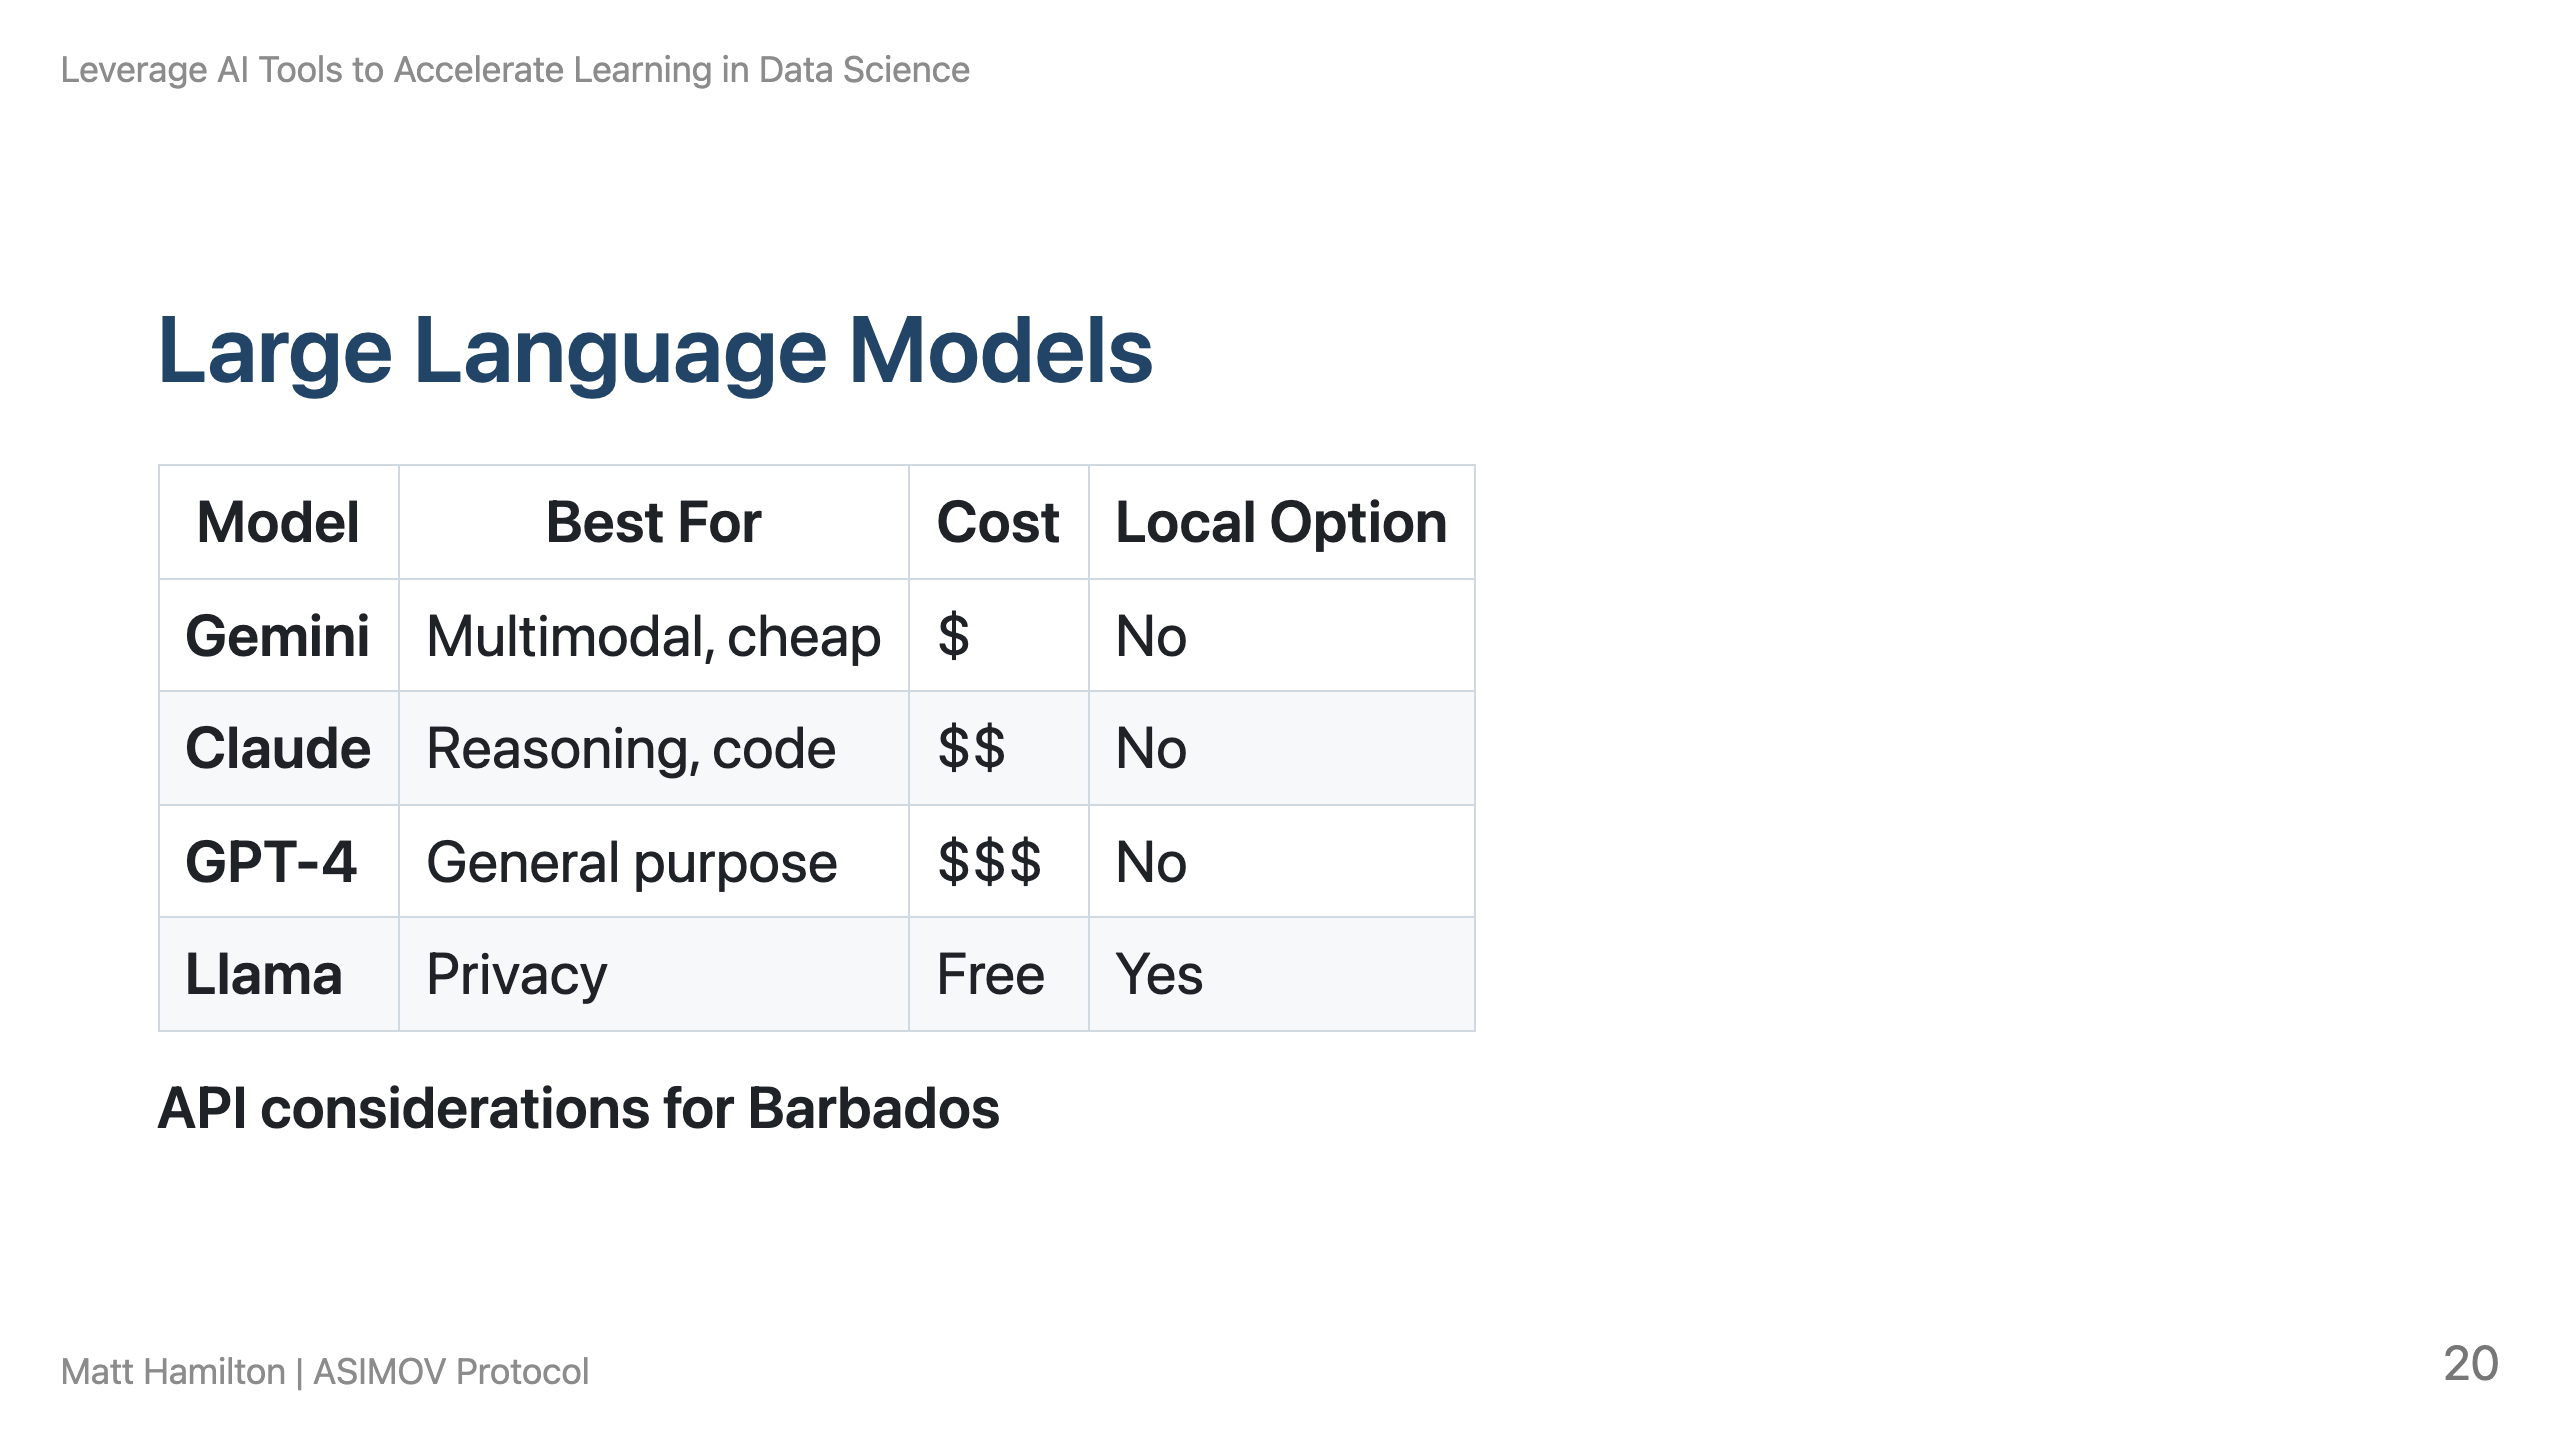 Leverage AI Tools to Accelerate Learning in Data Science
Large Language Models
Model Best For Cost Local Option
Gemini Multimodal, cheap $ No
Claude Reasoning, code $$ No
GPT-4 General purpose $$$ No
Llama Privacy Free Yes
API considerations for Barbados
Matt Hamilton | ASIMOV Protocol
20